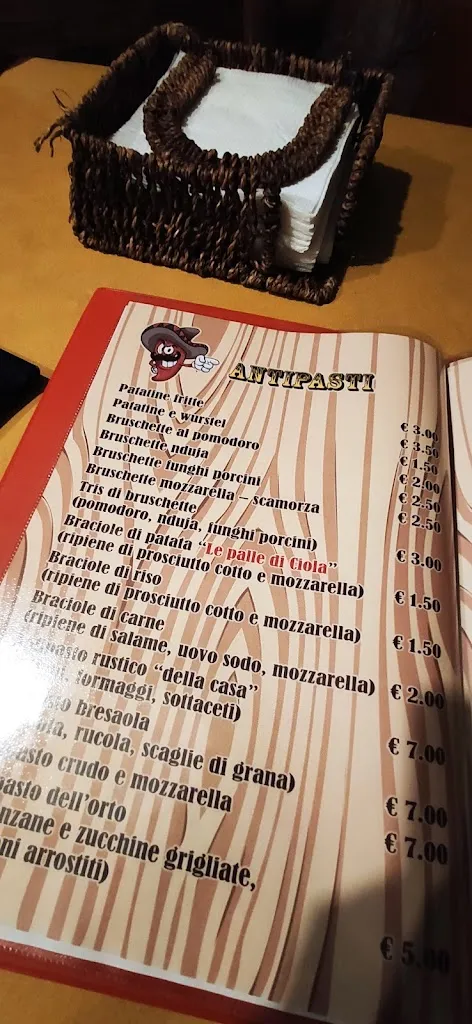 ANTIPASTI
Patatine fritte € 3.00
Patatine e würstel € 3.50
Bruschette al pomodoro € 1.50
Bruschette nduja € 2.00
Bruschette funghi porcini € 2.50
Bruschette mozzarella – scamorza € 2.50
Tris di bruschette
(pomodoro, nduja, funghi porcini) € 3.00
Braciole di patata “Le palle di Ciola”
(ripiene di prosciutto cotto e mozzarella) € 1.50
Braciole di riso
(ripiene di prosciutto cotto e mozzarella) € 1.50
Braciole di carne
(ripiene di salame, uovo sodo, mozzarella) € 2.00
rustico “della casa”
formaggi, sottaceti) € 7.00
Bresaola
rucola, scaglie di grana) € 7.00
crudo e mozzarella € 7.00
dell'orto
e zucchine grigliate,
arrostiti) € 5.00